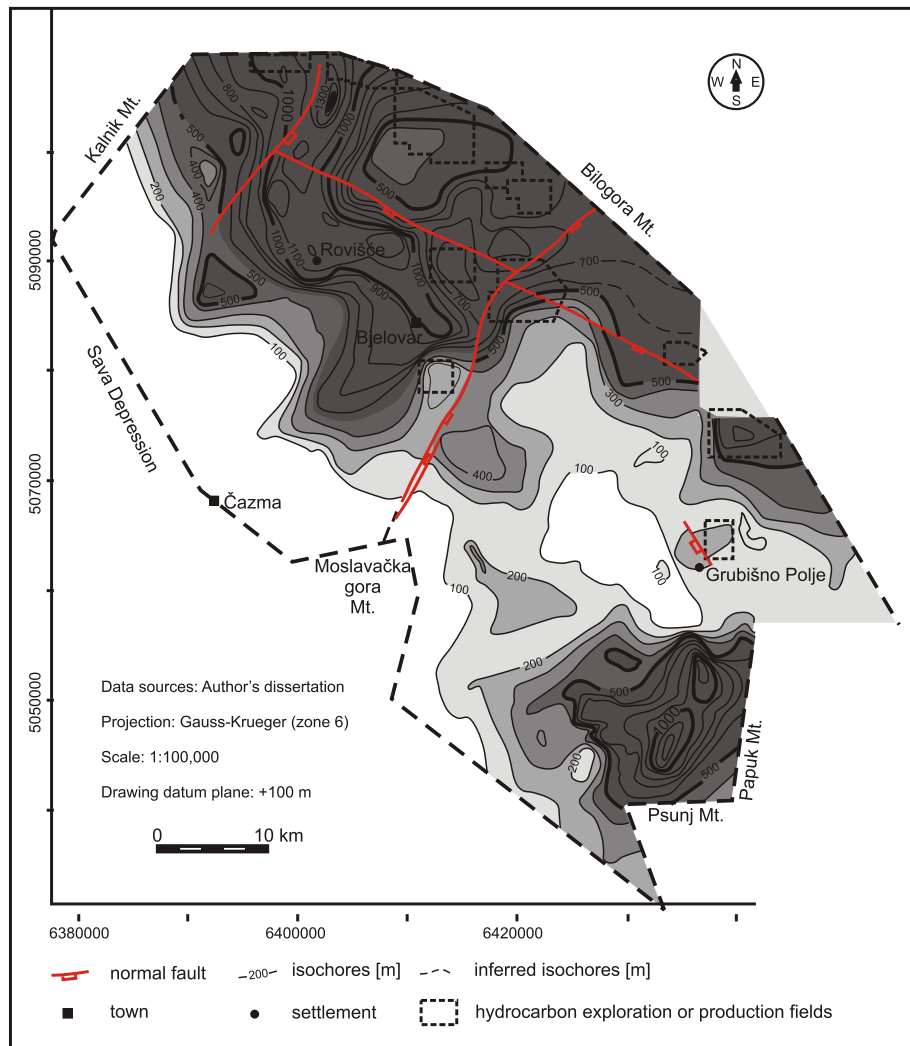 N
W E
S
Kalnik Mt.
Bilogora Mt.
800
1000
1300
1000
500
400
400
200
500
500
500
1000
1100
Rovišće
900
1000
700
700
500
Bjelovar
500
500
300
100
100
100
400
Sava Depression
Čazma
Moslavačka
gora
Mt.
100
200
100
Grubišno Polje
200
500
1000
500
200
Papuk Mt.
Psunj Mt.
5090000
5070000
5050000
Data sources: Author's dissertation
Projection: Gauss-Krueger (zone 6)
Scale: 1:100,000
Drawing datum plane: +100 m
0 10 km
6380000 6400000 6420000
normal fault
200 isochores [m]
inferred isochores [m]
town
settlement
hydrocarbon exploration or production fields